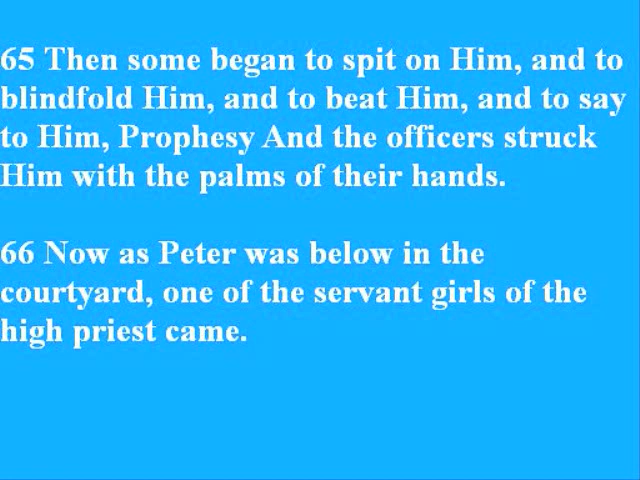 65 Then some began to spit on Him, and to
blindfold Him, and to beat Him, and to say
to Him, Prophesy And the officers struck
Him with the palms of their hands.
66 Now as Peter was below in the
courtyard, one of the servant girls of the
high priest came.